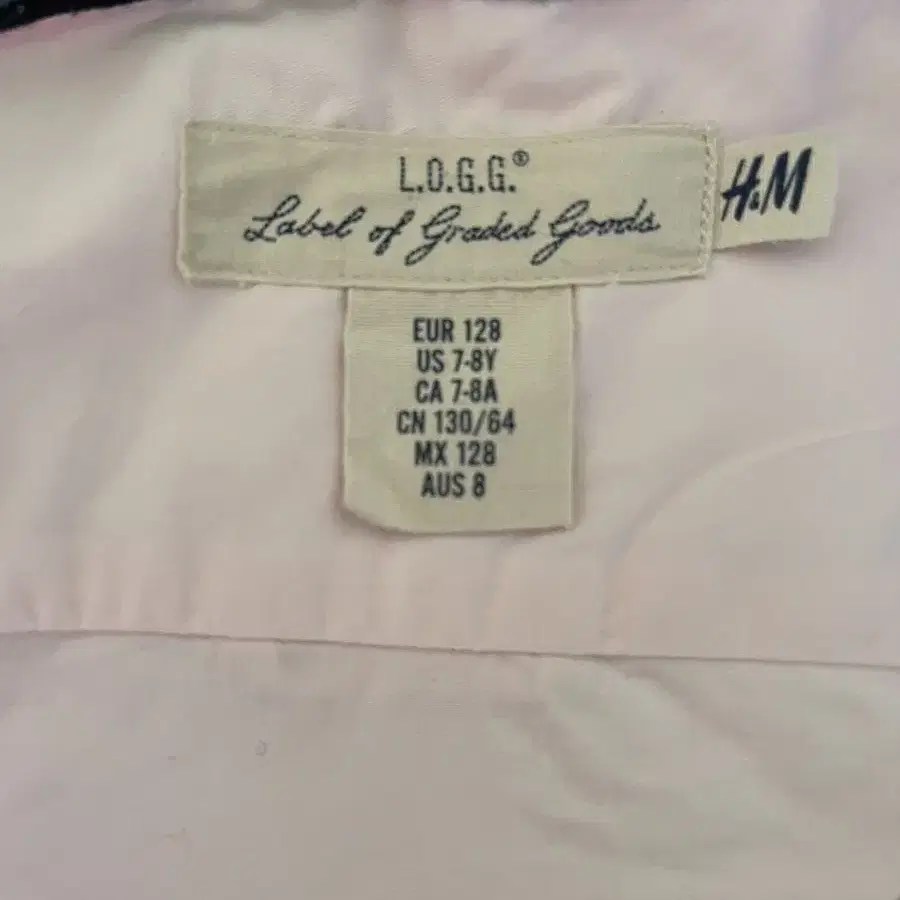 L.O.G.G.®
Label of Graded Goods
H&M
EUR 128
US 7-8Y
CA 7-8A
CN 130/64
MX 128
AUS 8